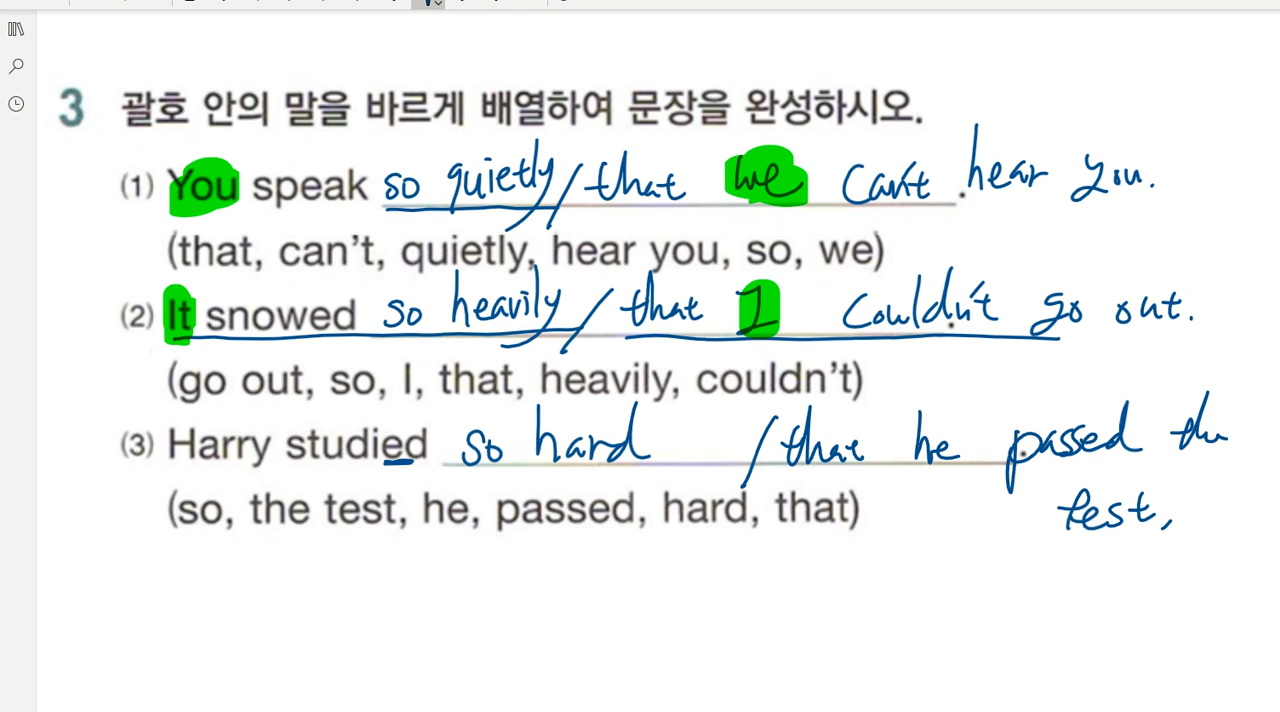 3 괄호 안의 말을 바르게 배열하여 문장을 완성하시오.
(1) You speak so quietly / that we can't hear you.
(that, can't, quietly, hear you, so, we)
(2) It snowed so heavily / that I couldn't go out.
(go out, so, I, that, heavily, couldn't)
(3) Harry studied so hard / that he passed the
test,
(so, the test, he, passed, hard, that)